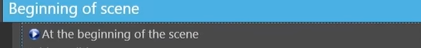 Beginning of scene
At the beginning of the scene